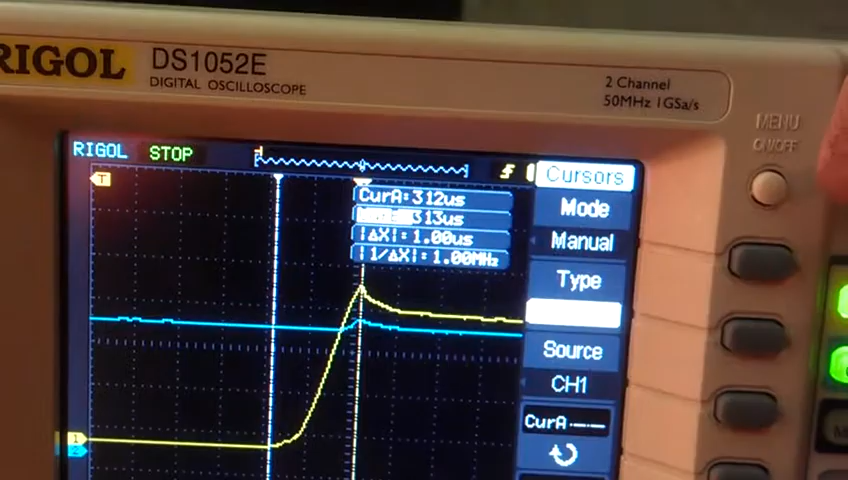 RIGOL
DS1052E
DIGITAL OSCILLOSCOPE
2 Channel
50MHz 1GSa/s
MENU
ON/OFF
RIGOL STOP
T
CurA: 312us
313us
|ΔX|: 1.00us
|1/ΔX|: 1.00MHz
Cursors
Mode
Manual
Type
Source
CH1
CurA
1
2